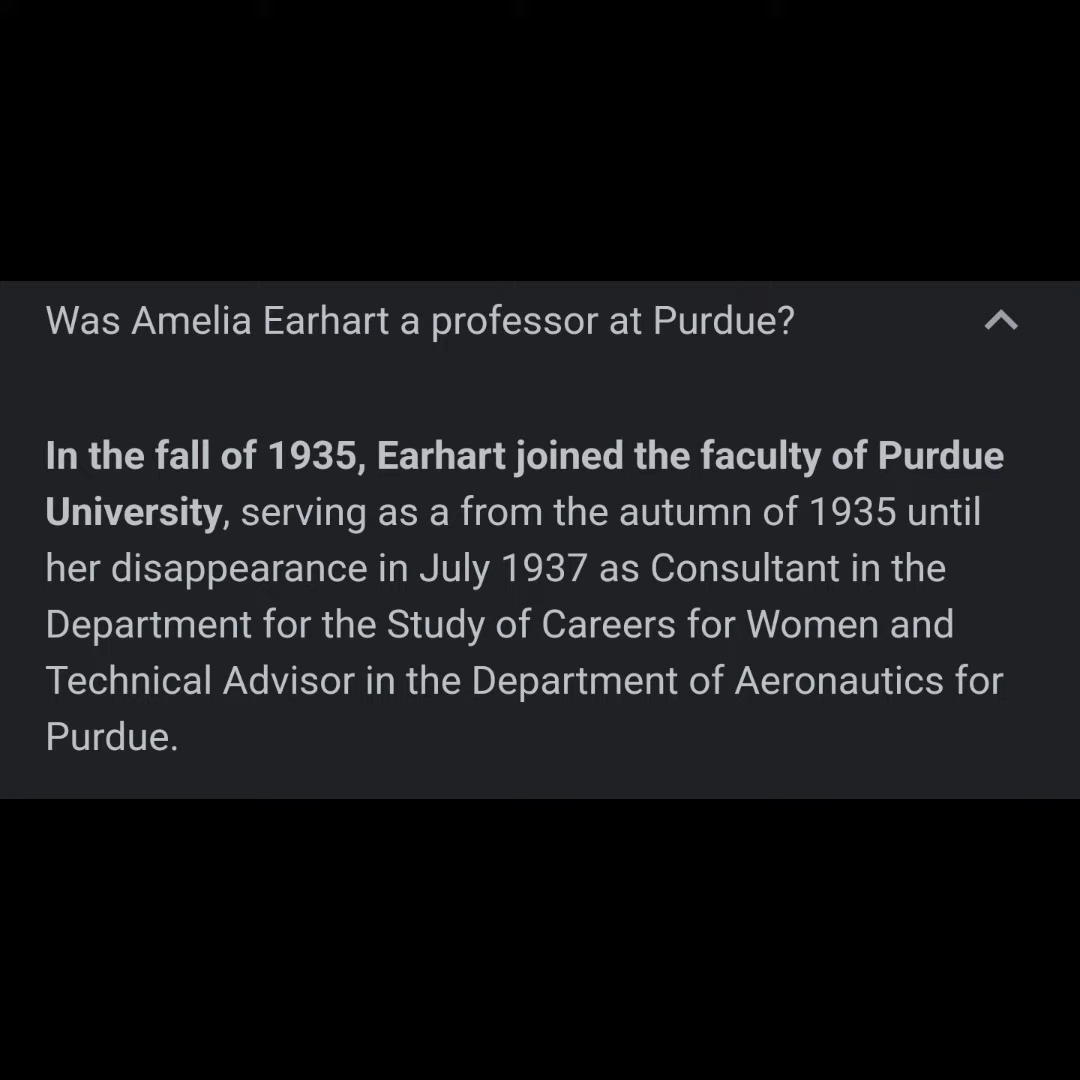 Was Amelia Earhart a professor at Purdue?
In the fall of 1935, Earhart joined the faculty of Purdue
University, serving as a from the autumn of 1935 until
her disappearance in July 1937 as Consultant in the
Department for the Study of Careers for Women and
Technical Advisor in the Department of Aeronautics for
Purdue.